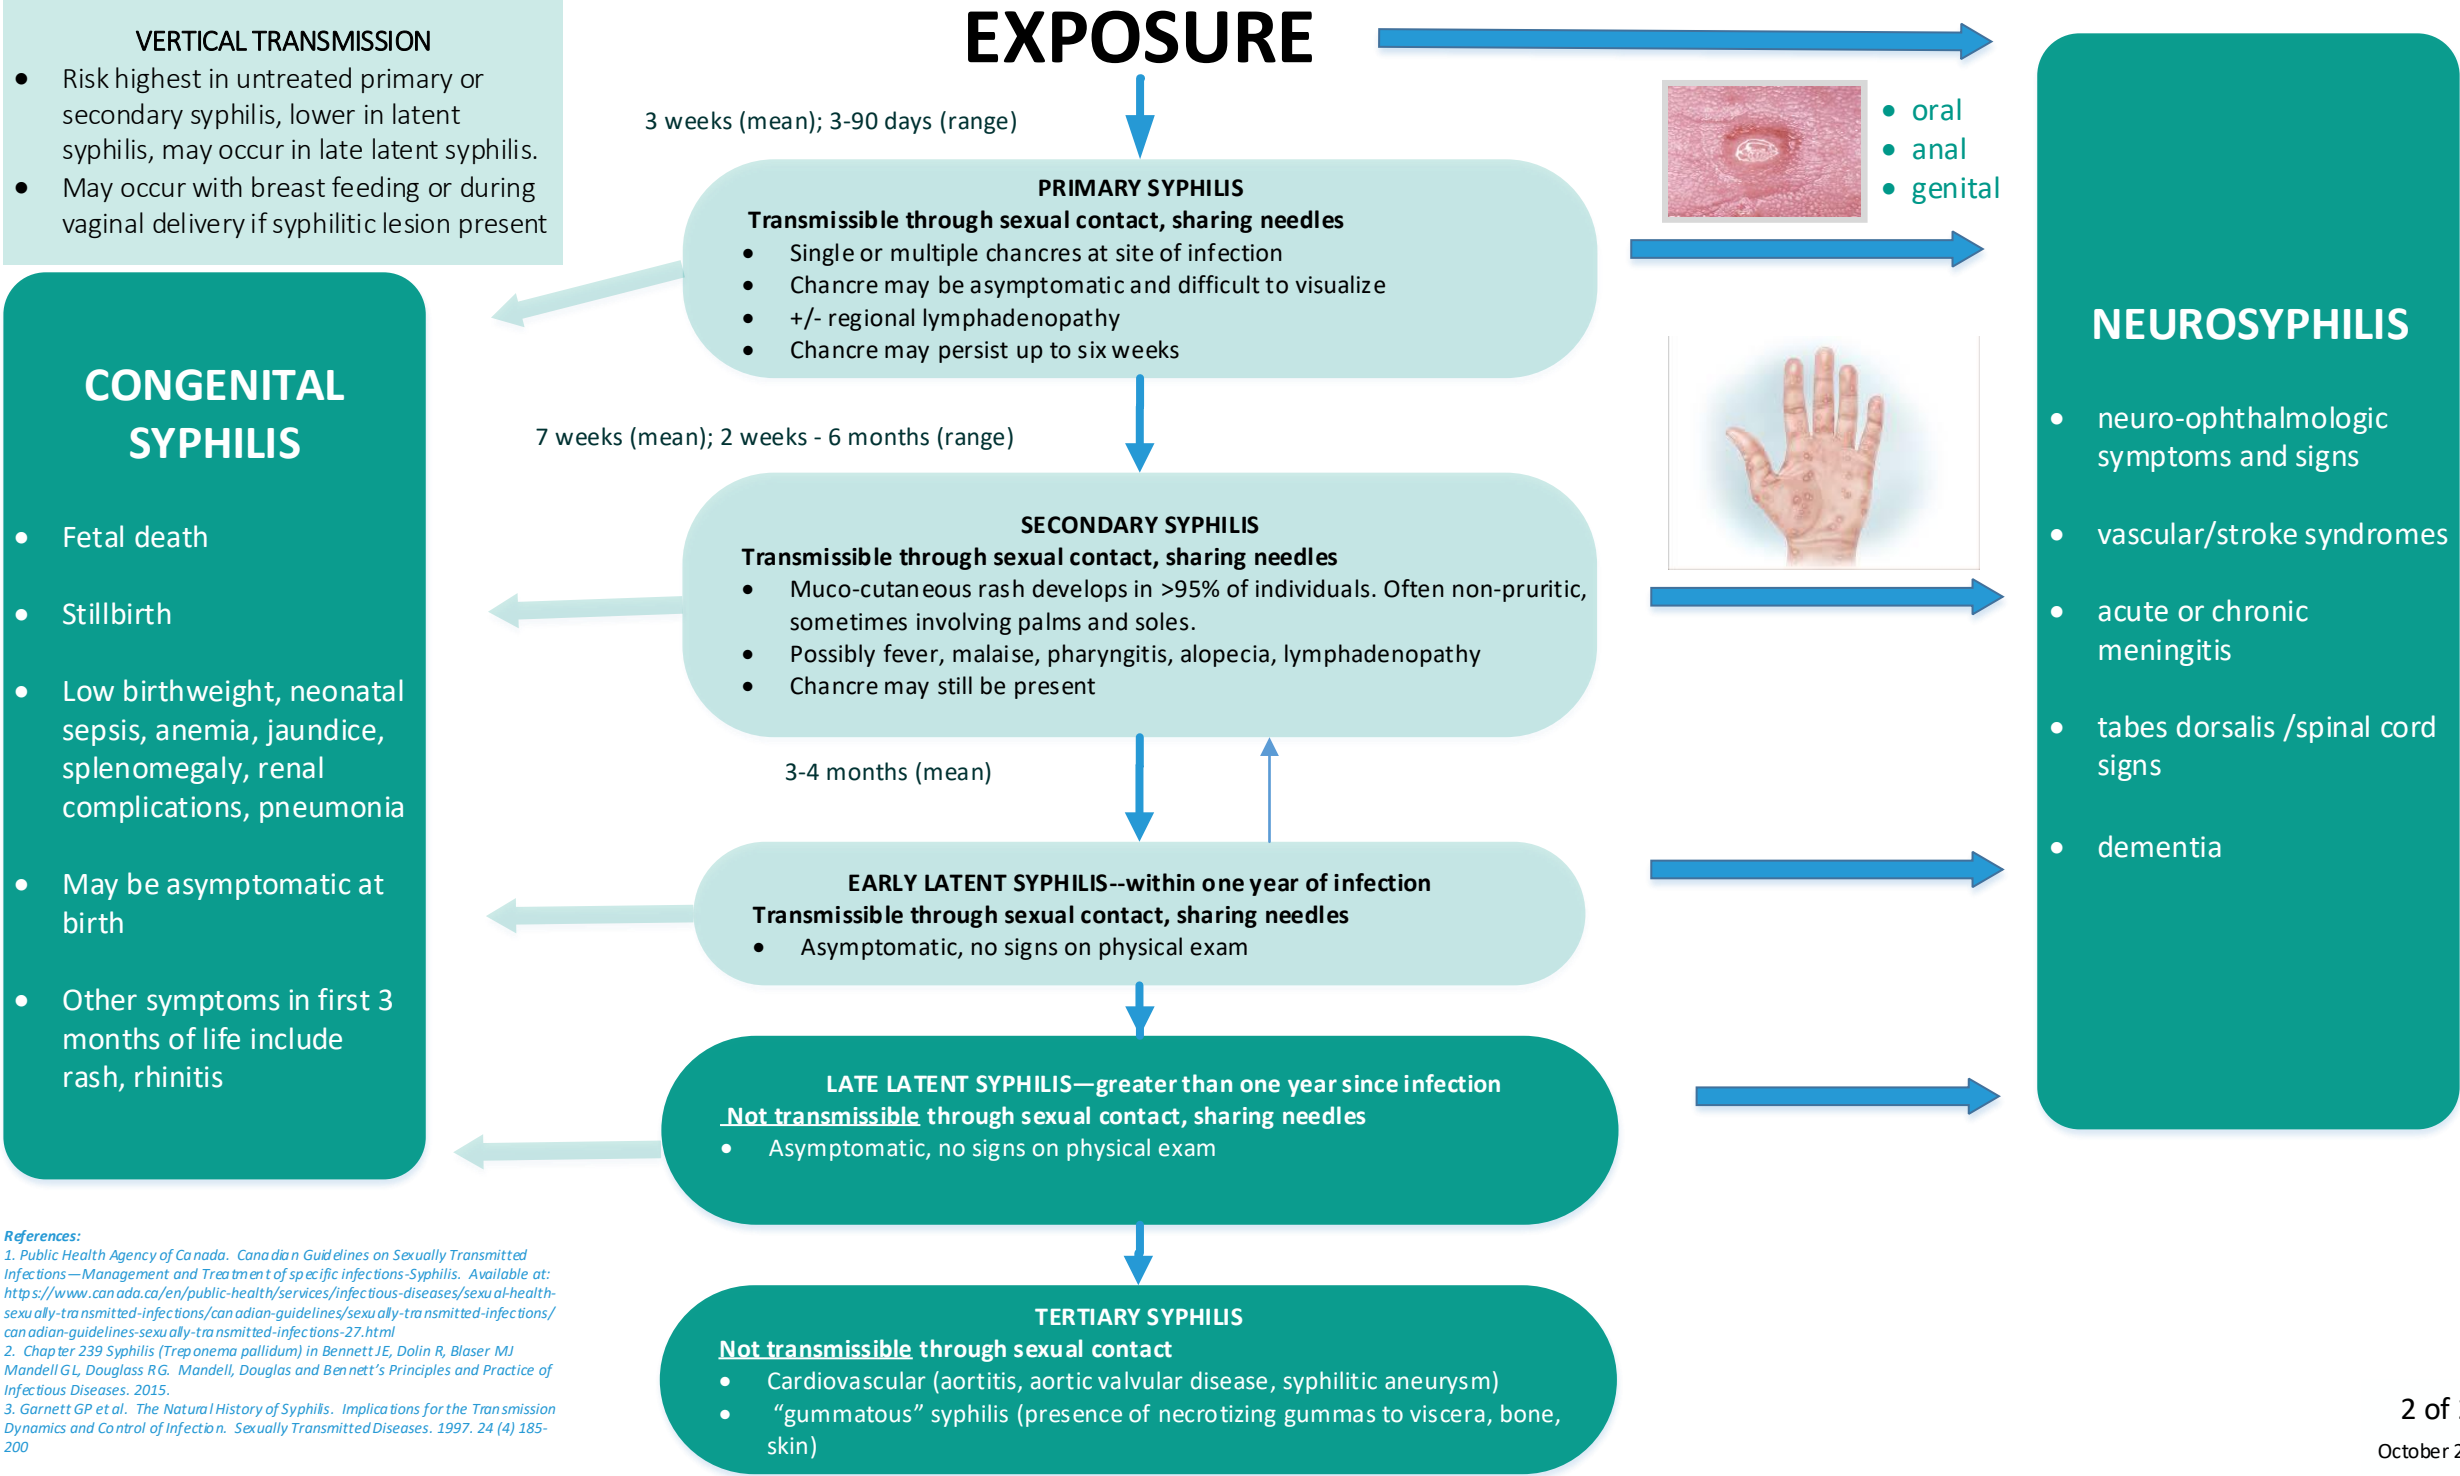 EXPOSURE
VERTICAL TRANSMISSION
• Risk highest in untreated primary or
secondary syphilis, lower in latent
syphilis, may occur in late latent syphilis.
• May occur with breast feeding or during
vaginal delivery if syphilitic lesion present
CONGENITAL
SYPHILIS
• Fetal death
• Stillbirth
• Low birthweight, neonatal
sepsis, anemia, jaundice,
splenomegaly, renal
complications, pneumonia
• May be asymptomatic at
birth
• Other symptoms in first 3
months of life include
rash, rhinitis
3 weeks (mean); 3-90 days (range)
PRIMARY SYPHILIS
Transmissible through sexual contact, sharing needles
• Single or multiple chancres at site of infection
• Chancre may be asymptomatic and difficult to visualize
• +/- regional lymphadenopathy
• Chancre may persist up to six weeks
7 weeks (mean); 2 weeks - 6 months (range)
SECONDARY SYPHILIS
Transmissible through sexual contact, sharing needles
• Muco-cutaneous rash develops in >95% of individuals. Often non-pruritic,
sometimes involving palms and soles.
• Possibly fever, malaise, pharyngitis, alopecia, lymphadenopathy
• Chancre may still be present
3-4 months (mean)
EARLY LATENT SYPHILIS--within one year of infection
Transmissible through sexual contact, sharing needles
• Asymptomatic, no signs on physical exam
LATE LATENT SYPHILIS—greater than one year since infection
Not transmissible through sexual contact, sharing needles
• Asymptomatic, no signs on physical exam
TERTIARY SYPHILIS
Not transmissible through sexual contact
• Cardiovascular (aortitis, aortic valvular disease, syphilitic aneurysm)
• “gummatous” syphilis (presence of necrotizing gummas to viscera, bone,
skin)
• oral
• anal
• genital
NEUROSYPHILIS
• neuro-ophthalmologic
symptoms and signs
• vascular/stroke syndromes
• acute or chronic
meningitis
• tabes dorsalis /spinal cord
signs
• dementia
References:
1. Public Health Agency of Canada. Canadian Guidelines on Sexually Transmitted
Infections—Management and Treatment of specific infections-Syphilis. Available at:
https://www.canada.ca/en/public-health/services/infectious-diseases/sexual-health-
sexually-transmitted-infections/canadian-guidelines/sexually-transmitted-infections/
canadian-guidelines-sexually-transmitted-infections-27.html
2. Chapter 239 Syphilis (Treponema pallidum) in Bennett JE, Dolin R, Blaser MJ
Mandell GL, Douglass RG. Mandell, Douglas and Bennett’s Principles and Practice of
Infectious Diseases. 2015.
3. Garnett GP et al. The Natural History of Syphilis. Implications for the Transmission
Dynamics and Control of Infection. Sexually Transmitted Diseases. 1997. 24 (4) 185-
200
2 of
October